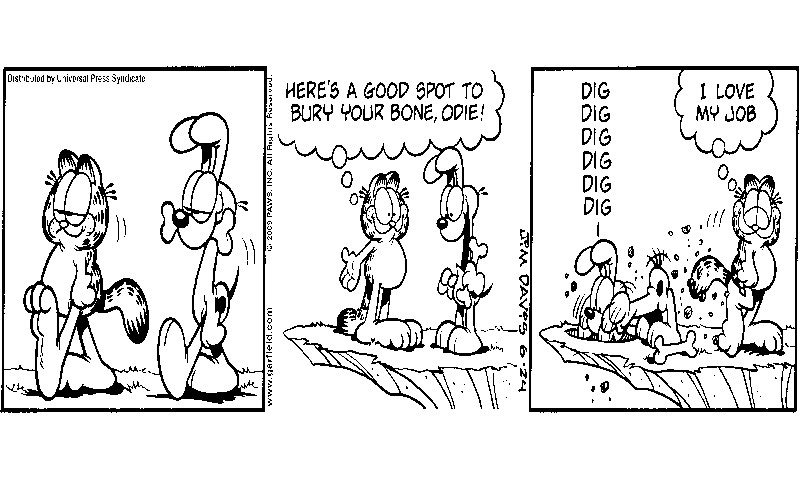 Distributed by Universal Press Syndicate
www.garfield.com
© 2009 PAWS, INC. All Rights Reserved.
HERE'S A GOOD SPOT TO
BURY YOUR BONE, ODIE!
JIM DAVIS 6-24
DIG
DIG
DIG
DIG
DIG
DIG
I LOVE
MY JOB